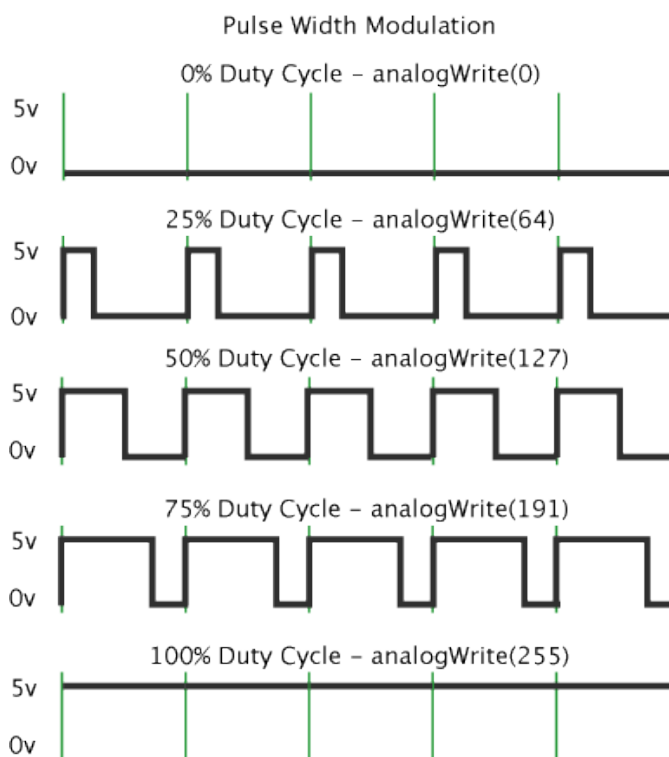 Pulse Width Modulation
0% Duty Cycle – analogWrite(0)
5v
0v
25% Duty Cycle – analogWrite(64)
5v
0v
50% Duty Cycle – analogWrite(127)
5v
0v
75% Duty Cycle – analogWrite(191)
5v
0v
100% Duty Cycle – analogWrite(255)
5v
0v